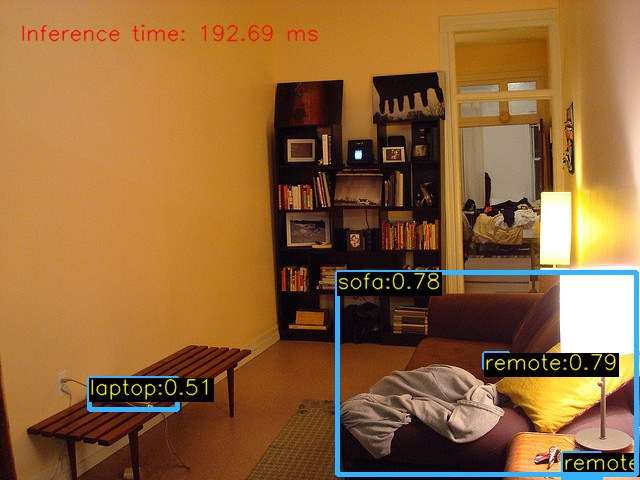 Inference time: 192.69 ms
sofa:0.78
remote:0.79
laptop:0.51
remote